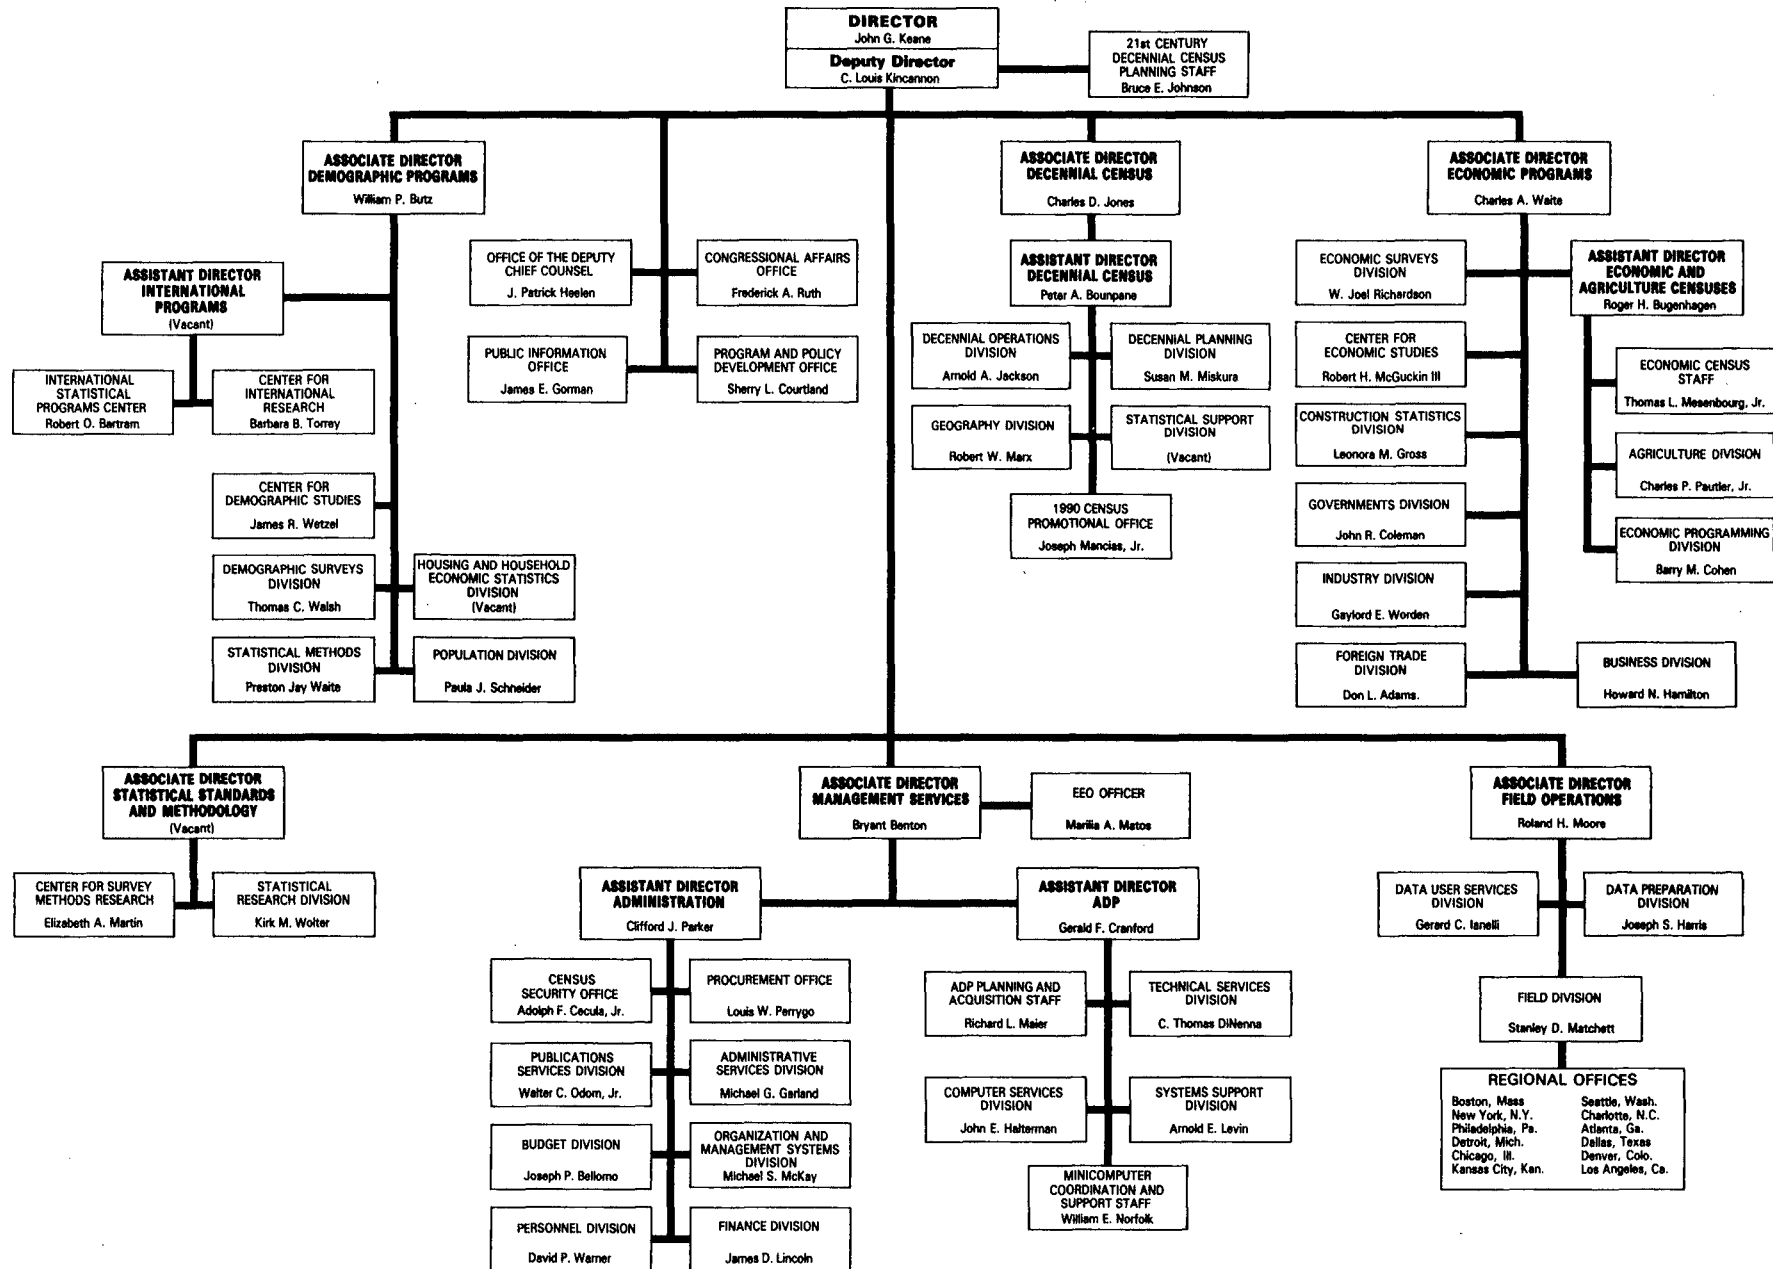 DIRECTOR
John G. Keane
Deputy Director
C. Louis Kincannon
21st CENTURY
DECENNIAL CENSUS
PLANNING STAFF
Bruce E. Johnson
ASSOCIATE DIRECTOR
DEMOGRAPHIC PROGRAMS
William P. Butz
ASSOCIATE DIRECTOR
DECENNIAL CENSUS
Charles D. Jones
ASSOCIATE DIRECTOR
ECONOMIC PROGRAMS
Charles A. Waite
ASSISTANT DIRECTOR
INTERNATIONAL
PROGRAMS
(Vacant)
INTERNATIONAL
STATISTICAL
PROGRAMS CENTER
Robert O. Bartram
CENTER FOR
INTERNATIONAL
RESEARCH
Barbara B. Torrey
CENTER FOR
DEMOGRAPHIC STUDIES
James R. Wetzel
DEMOGRAPHIC SURVEYS
DIVISION
Thomas C. Walsh
HOUSING AND HOUSEHOLD
ECONOMIC STATISTICS
DIVISION
(Vacant)
STATISTICAL METHODS
DIVISION
Preston Jay Waite
POPULATION DIVISION
Paula J. Schneider
OFFICE OF THE DEPUTY
CHIEF COUNSEL
J. Patrick Heelen
CONGRESSIONAL AFFAIRS
OFFICE
Frederick A. Ruth
PUBLIC INFORMATION
OFFICE
James E. Gorman
PROGRAM AND POLICY
DEVELOPMENT OFFICE
Sherry L. Courtland
ASSISTANT DIRECTOR
DECENNIAL CENSUS
Peter A. Bounpane
DECENNIAL OPERATIONS
DIVISION
Arnold A. Jackson
DECENNIAL PLANNING
DIVISION
Susan M. Miskura
GEOGRAPHY DIVISION
Robert W. Marx
STATISTICAL SUPPORT
DIVISION
(Vacant)
1990 CENSUS
PROMOTIONAL OFFICE
Joseph Mancias, Jr.
ECONOMIC SURVEYS
DIVISION
W. Joel Richardson
ASSISTANT DIRECTOR
ECONOMIC AND
AGRICULTURE CENSUSES
Roger H. Bugenhagen
CENTER FOR
ECONOMIC STUDIES
Robert H. McGuckin III
ECONOMIC CENSUS
STAFF
Thomas L. Mesenbourg, Jr.
CONSTRUCTION STATISTICS
DIVISION
Leonora M. Gross
AGRICULTURE DIVISION
Charles P. Pautler, Jr.
GOVERNMENTS DIVISION
John R. Coleman
ECONOMIC PROGRAMMING
DIVISION
Barry M. Cohen
INDUSTRY DIVISION
Gaylord E. Worden
FOREIGN TRADE
DIVISION
Don L. Adams.
BUSINESS DIVISION
Howard N. Hamilton
ASSOCIATE DIRECTOR
STATISTICAL STANDARDS
AND METHODOLOGY
(Vacant)
CENTER FOR SURVEY
METHODS RESEARCH
Elizabeth A. Martin
STATISTICAL
RESEARCH DIVISION
Kirk M. Wolter
ASSOCIATE DIRECTOR
MANAGEMENT SERVICES
Bryant Benton
EEO OFFICER
Marilia A. Matos
ASSISTANT DIRECTOR
ADMINISTRATION
Clifford J. Parker
CENSUS
SECURITY OFFICE
Adolph F. Cecula, Jr.
PROCUREMENT OFFICE
Louis W. Perrygo
PUBLICATIONS
SERVICES DIVISION
Walter C. Odom, Jr.
ADMINISTRATIVE
SERVICES DIVISION
Michael G. Garland
BUDGET DIVISION
Joseph P. Bellomo
ORGANIZATION AND
MANAGEMENT SYSTEMS
DIVISION
Michael S. McKay
PERSONNEL DIVISION
David P. Warner
FINANCE DIVISION
James D. Lincoln
ASSISTANT DIRECTOR
ADP
Gerald F. Cranford
ADP PLANNING AND
ACQUISITION STAFF
Richard L. Maier
TECHNICAL SERVICES
DIVISION
C. Thomas DiNenna
COMPUTER SERVICES
DIVISION
John E. Halterman
SYSTEMS SUPPORT
DIVISION
Arnold E. Levin
MINICOMPUTER
COORDINATION AND
SUPPORT STAFF
William E. Norfolk
ASSOCIATE DIRECTOR
FIELD OPERATIONS
Roland H. Moore
DATA USER SERVICES
DIVISION
Gerard C. Ianelli
DATA PREPARATION
DIVISION
Joseph S. Harris
FIELD DIVISION
Stanley D. Matchett
REGIONAL OFFICES
Boston, Mass
New York, N.Y.
Philadelphia, Pa.
Detroit, Mich.
Chicago, Ill.
Kansas City, Kan.
Seattle, Wash.
Charlotte, N.C.
Atlanta, Ga.
Dallas, Texas
Denver, Colo.
Los Angeles, Ca.